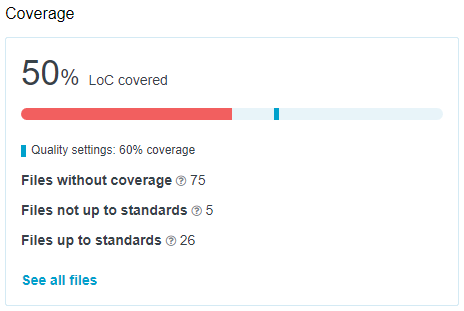 Coverage
50% LoC covered
Quality settings: 60% coverage
Files without coverage ? 75
Files not up to standards ? 5
Files up to standards ? 26
See all files